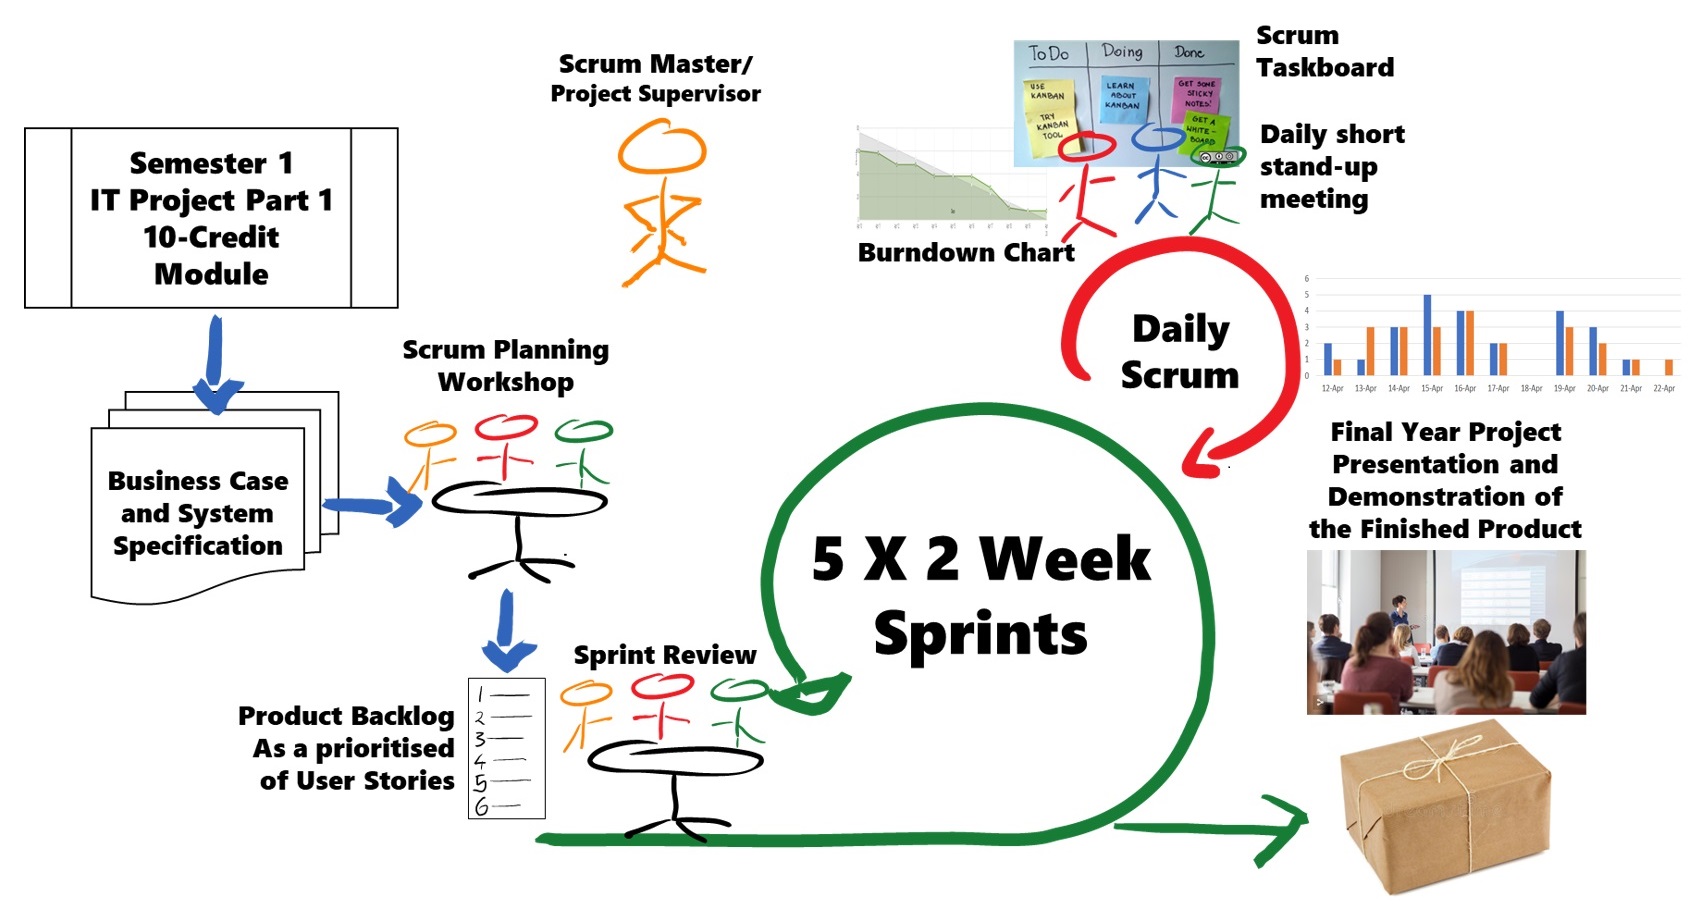 Scrum Master/
Project Supervisor
Semester 1
IT Project Part 1
10-Credit
Module
Scrum Planning
Workshop
Business Case
and System
Specification
Product Backlog
As a prioritised
of User Stories
1
2
3
4
5
6
Sprint Review
5 X 2 Week
Sprints
Burndown Chart
To Do
Doing
Done
USE
KANBAN
TRY
KANBAN
TOOL
LEARN
ABOUT
KANBAN
GET SOME
STICKY
NOTES!
GET A
WHITE-
BOARD
Scrum
Taskboard
Daily short
stand-up
meeting
Daily
Scrum
6
5
4
3
2
1
0
12-Apr 13-Apr 14-Apr 15-Apr 16-Apr 17-Apr 18-Apr 19-Apr 20-Apr 21-Apr 22-Apr
Final Year Project
Presentation and
Demonstration of
the Finished Product